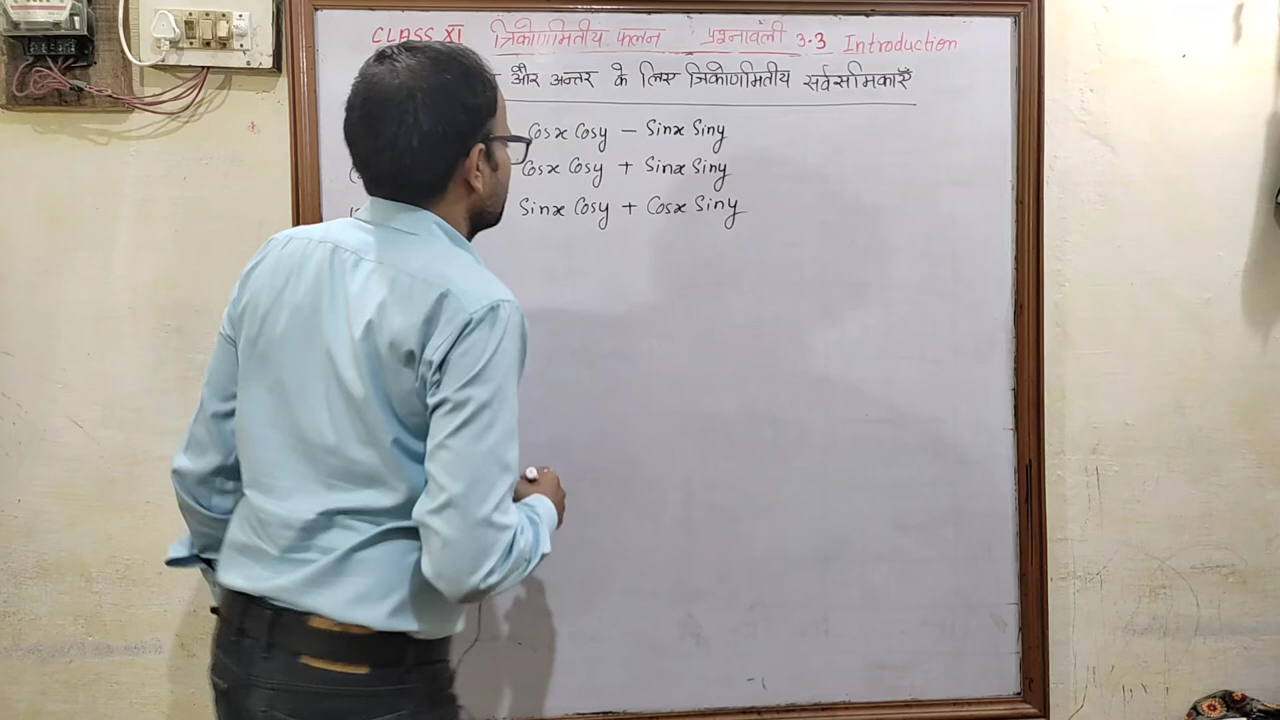 CLASS XI त्रिकोणमितीय फलन प्रश्नावली 3.3 Introduction
और अन्तर के लिए त्रिकोणमितीय सर्वसमिकाएँ
Cosx Cosy - Sinx Siny
Cosx Cosy + Sinx Siny
Sinx Cosy + Cosx Siny